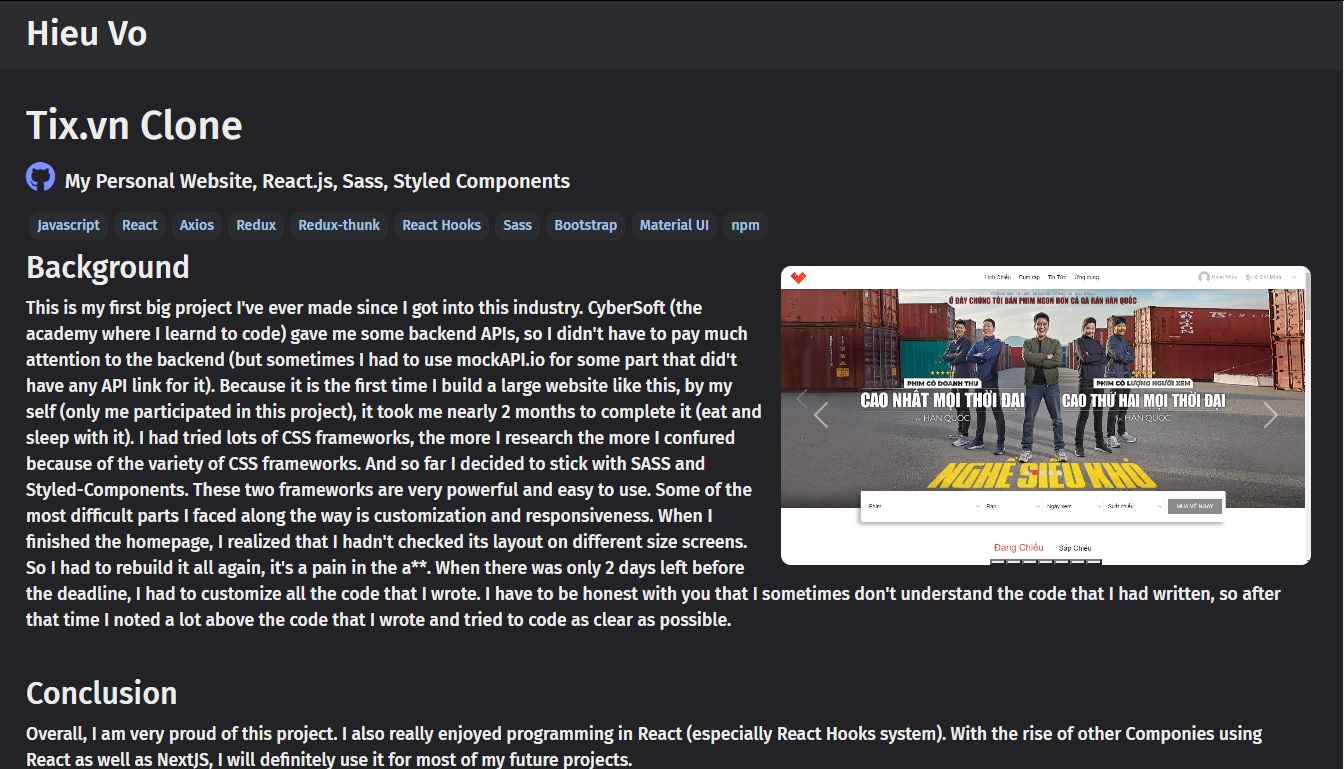 Hieu Vo
Tix.vn Clone
My Personal Website, React.js, Sass, Styled Components
Javascript React Axios Redux Redux-thunk React Hooks Sass Bootstrap Material UI npm
Background
This is my first big project I've ever made since I got into this industry. CyberSoft (the
academy where I learnd to code) gave me some backend APIs, so I didn't have to pay much
attention to the backend (but sometimes I had to use mockAPI.io for some part that did't
have any API link for it). Because it is the first time I build a large website like this, by my
self (only me participated in this project), it took me nearly 2 months to complete it (eat and
sleep with it). I had tried lots of CSS frameworks, the more I research the more I confured
because of the variety of CSS frameworks. And so far I decided to stick with SASS and
Styled-Components. These two frameworks are very powerful and easy to use. Some of the
most difficult parts I faced along the way is customization and responsiveness. When I
finished the homepage, I realized that I hadn't checked its layout on different size screens.
So I had to rebuild it all again, it's a pain in the a**. When there was only 2 days left before
the deadline, I had to customize all the code that I wrote. I have to be honest with you that I sometimes don't understand the code that I had written, so after
that time I noted a lot above the code that I wrote and tried to code as clear as possible.
Lịch Chiếu Cụm rạp Tin Tức Ứng dụng
Hồ Chí Minh
Ở ĐÂY CHÚNG TÔI BÁN PHIM NGON HƠN CẢ GÀ RÁN HÀN QUỐC
PHIM CÓ DOANH THU
CAO NHẤT MỌI THỜI ĐẠI
TẠI HÀN QUỐC
PHIM CÓ LƯỢNG NGƯỜI XEM
CAO THỨ HAI MỌI THỜI ĐẠI
TẠI HÀN QUỐC
NGHỀ SIÊU KHÓ
Phim Rạp Ngày xem Suất chiếu MUA VÉ NGAY
Đang Chiếu Sắp Chiếu
Conclusion
Overall, I am very proud of this project. I also really enjoyed programming in React (especially React Hooks system). With the rise of other Componies using
React as well as NextJS, I will definitely use it for most of my future projects.